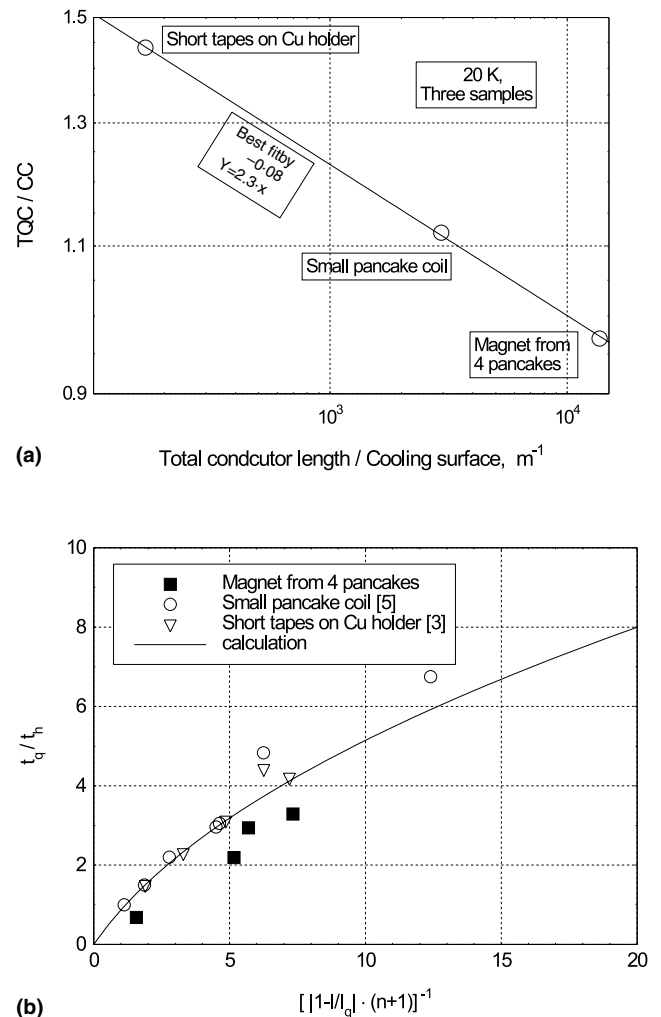 1.5
Short tapes on Cu holder
20 K,
Three samples
1.3
Best fitby
−0.08
Y=2.3·x
TQC / CC
1.1
Small pancake coil
Magnet from
4 pancakes
0.9
10³
10⁴
(a)
Total condcutor length / Cooling surface, m⁻¹
10
Magnet from 4 pancakes
Small pancake coil [5]
Short tapes on Cu holder [3]
calculation
8
6
t_q / t_h
4
2
0
0
5
10
15
20
(b)
[ |1-I/I_q| · (n+1)]⁻¹